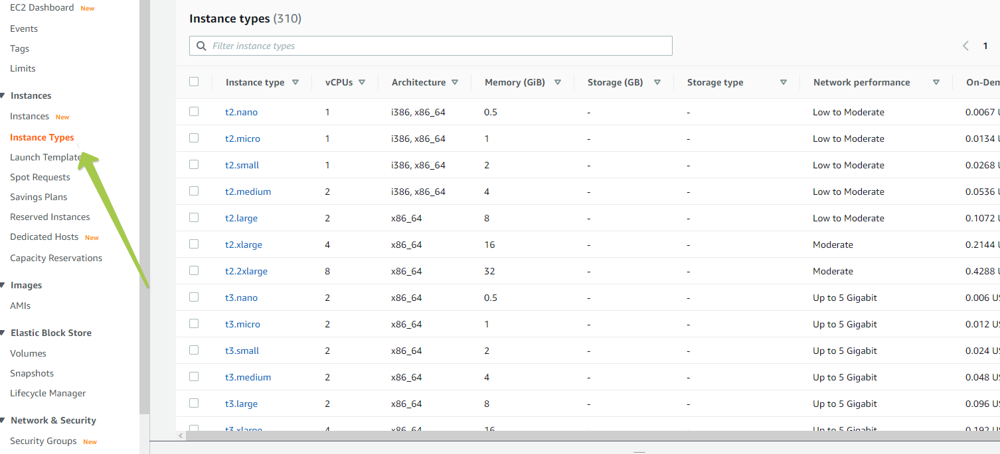 EC2 Dashboard New
Events
Tags
Limits
Instances
Instances New
Instance Types
Launch Template
Spot Requests
Savings Plans
Reserved Instances
Dedicated Hosts New
Capacity Reservations
Images
AMIs
Elastic Block Store
Volumes
Snapshots
Lifecycle Manager
Network & Security
Security Groups New
Instance types (310)
Filter instance types
1
Instance type vCPUs Architecture Memory (GiB) Storage (GB) Storage type Network performance On-Dem
t2.nano 1 i386, x86_64 0.5 - - Low to Moderate 0.0067 U
t2.micro 1 i386, x86_64 1 - - Low to Moderate 0.0134 U
t2.small 1 i386, x86_64 2 - - Low to Moderate 0.0268 U
t2.medium 2 i386, x86_64 4 - - Low to Moderate 0.0536 U
t2.large 2 x86_64 8 - - Low to Moderate 0.1072 U
t2.xlarge 4 x86_64 16 - - Moderate 0.2144 U
t2.2xlarge 8 x86_64 32 - - Moderate 0.4288 U
t3.nano 2 x86_64 0.5 - - Up to 5 Gigabit 0.006 US
t3.micro 2 x86_64 1 - - Up to 5 Gigabit 0.012 US
t3.small 2 x86_64 2 - - Up to 5 Gigabit 0.024 US
t3.medium 2 x86_64 4 - - Up to 5 Gigabit 0.048 US
t3.large 2 x86_64 8 - - Up to 5 Gigabit 0.096 US
t3.xlarge 4 x86_64 16 - - Up to 5 Gigabit 0.192 US